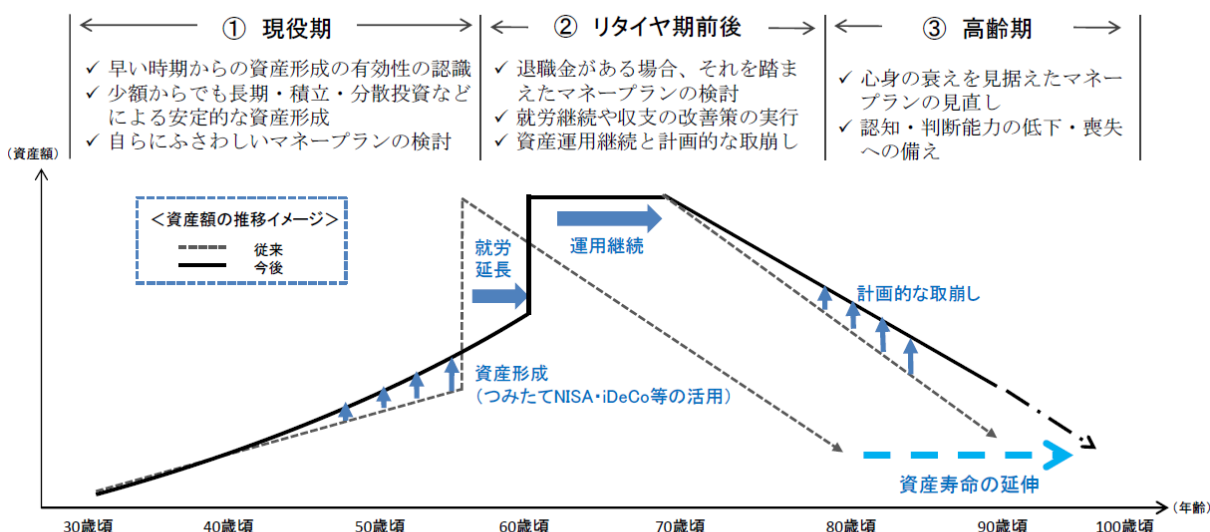 ① 現役期
② リタイヤ期前後
③ 高齢期
✓ 早い時期からの資産形成の有効性の認識
✓ 少額からでも長期・積立・分散投資など
による安定的な資産形成
✓ 自らにふさわしいマネープランの検討
✓ 退職金がある場合、それを踏ま
えたマネープランの検討
✓ 就労継続や収支の改善策の実行
✓ 資産運用継続と計画的な取崩し
✓ 心身の衰えを見据えたマネー
プランの見直し
✓ 認知・判断能力の低下・喪失
への備え
(資産額)
＜資産額の推移イメージ＞
従来
今後
就労
延長
運用継続
計画的な取崩し
資産形成
(つみたてNISA・iDeCo等の活用)
資産寿命の延伸
(年齢)
30歳頃
40歳頃
50歳頃
60歳頃
70歳頃
80歳頃
90歳頃
100歳頃